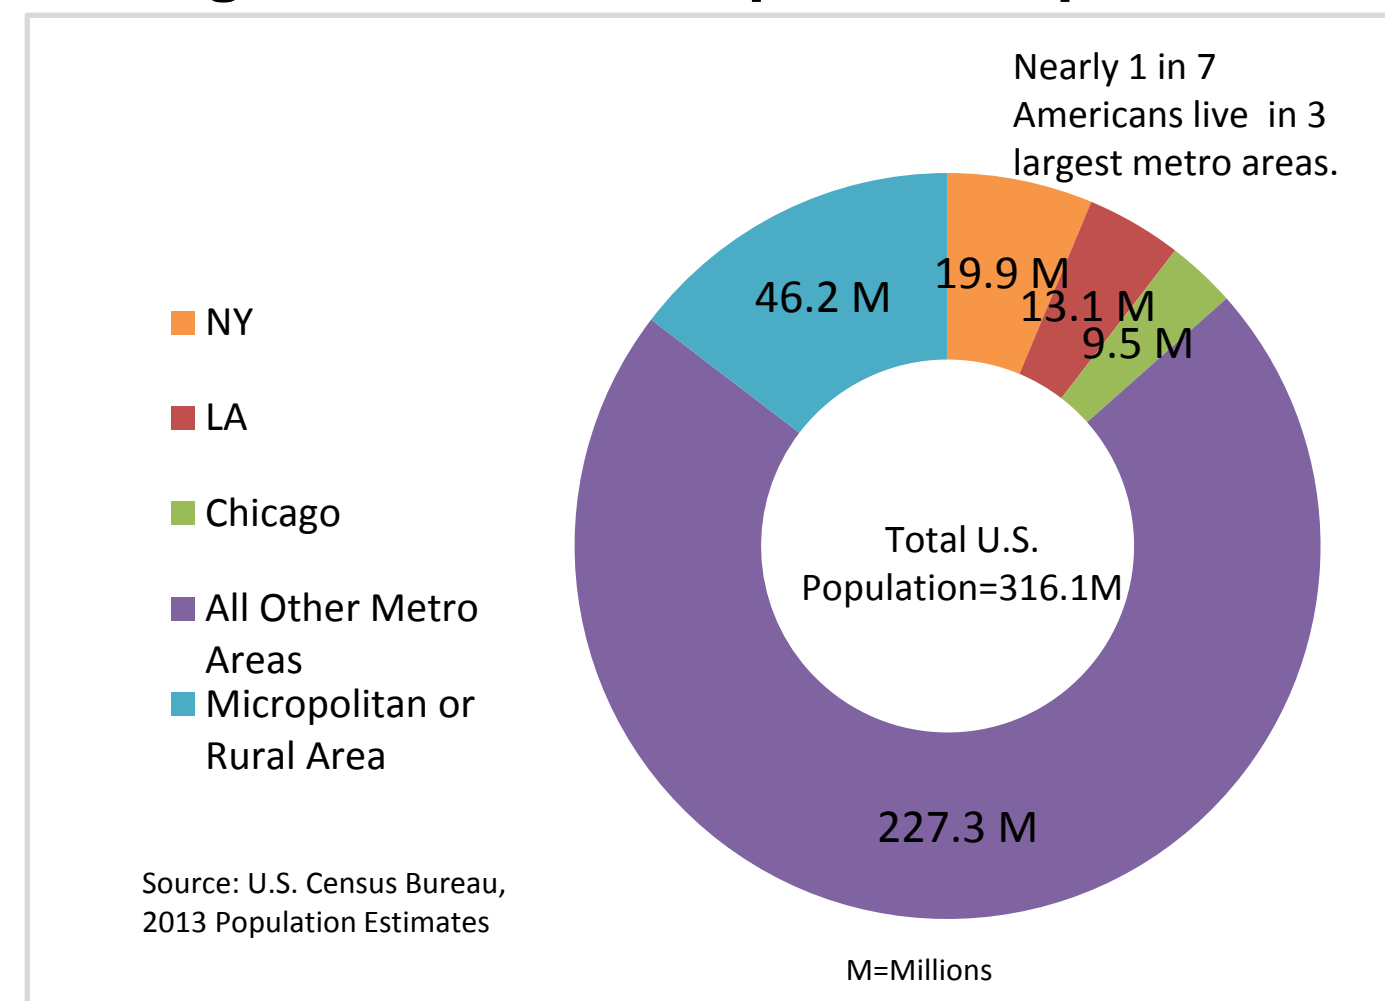 Nearly 1 in 7
Americans live  in 3
largest metro areas.
46.2 M
19.9 M
13.1 M
9.5 M
NY
LA
Chicago
All Other Metro
Areas
Micropolitan or
Rural Area
Total U.S.
Population=316.1M
227.3 M
Source: U.S. Census Bureau,
2013 Population Estimates
M=Millions